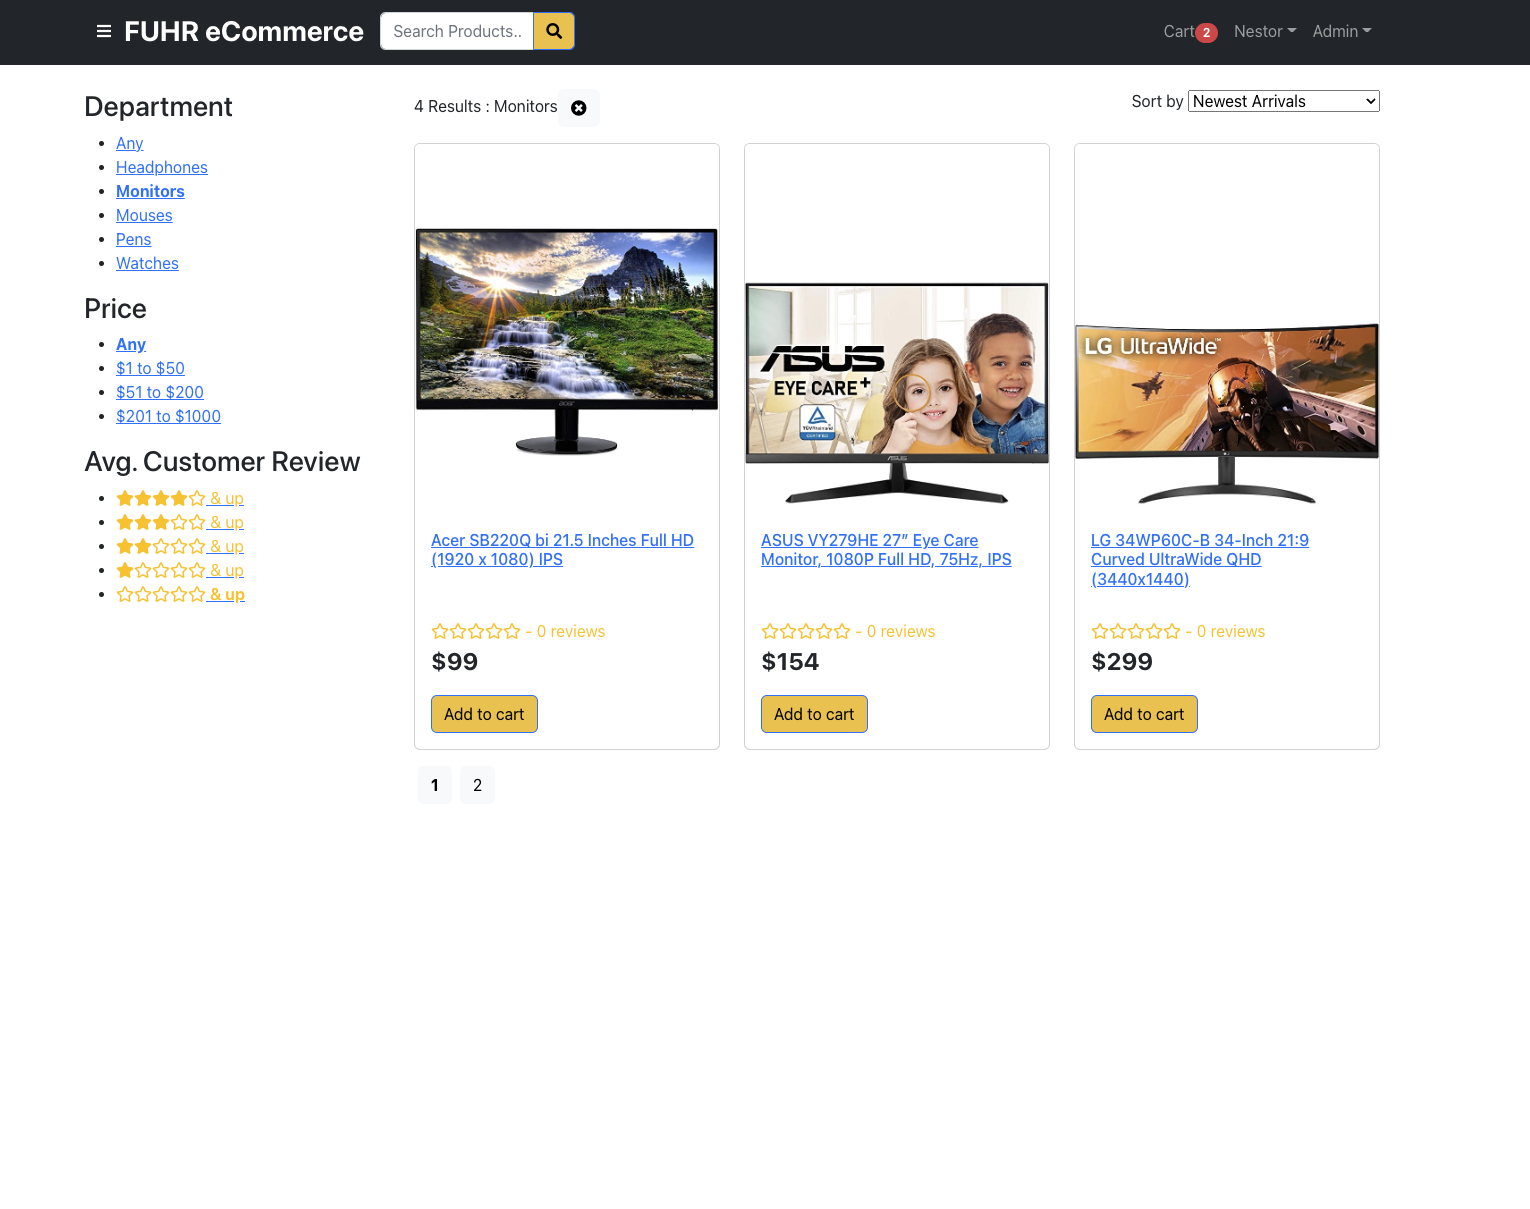 FUHR eCommerce
Search Products..
Cart 2
Nestor
Admin
Department
Any
Headphones
Monitors
Mouses
Pens
Watches
Price
Any
$1 to $50
$51 to $200
$201 to $1000
Avg. Customer Review
& up
& up
& up
& up
& up
4 Results : Monitors
Sort by Newest Arrivals
acer
Acer SB220Q bi 21.5 Inches Full HD
(1920 x 1080) IPS
- 0 reviews
$99
Add to cart
ASUS
EYE CARE+
TÜVRheinland
CERTIFIED
ASUS
ASUS VY279HE 27” Eye Care
Monitor, 1080P Full HD, 75Hz, IPS
- 0 reviews
$154
Add to cart
LG UltraWide™
LG 34WP60C-B 34-Inch 21:9
Curved UltraWide QHD
(3440x1440)
- 0 reviews
$299
Add to cart
1
2